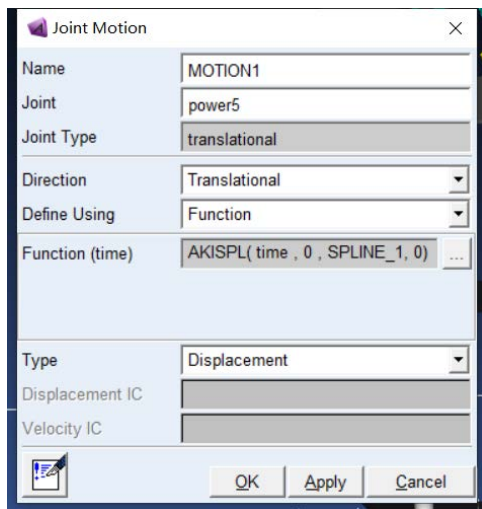 Joint Motion
Name MOTION1
Joint power5
Joint Type translational
Direction Translational
Define Using Function
Function (time) AKISPL( time , 0 , SPLINE_1, 0) ...
Type Displacement
Displacement IC
Velocity IC
OK Apply Cancel